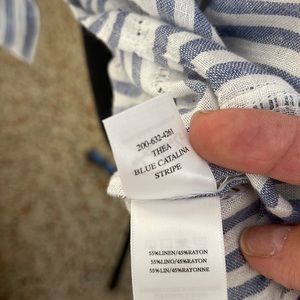 200-632-4261
THEA
BLUE CATALINA
STRIPE
55%LINEN/45%RAYON
55%LINO/45%RAYON
55%LIN/45%RAYONNE